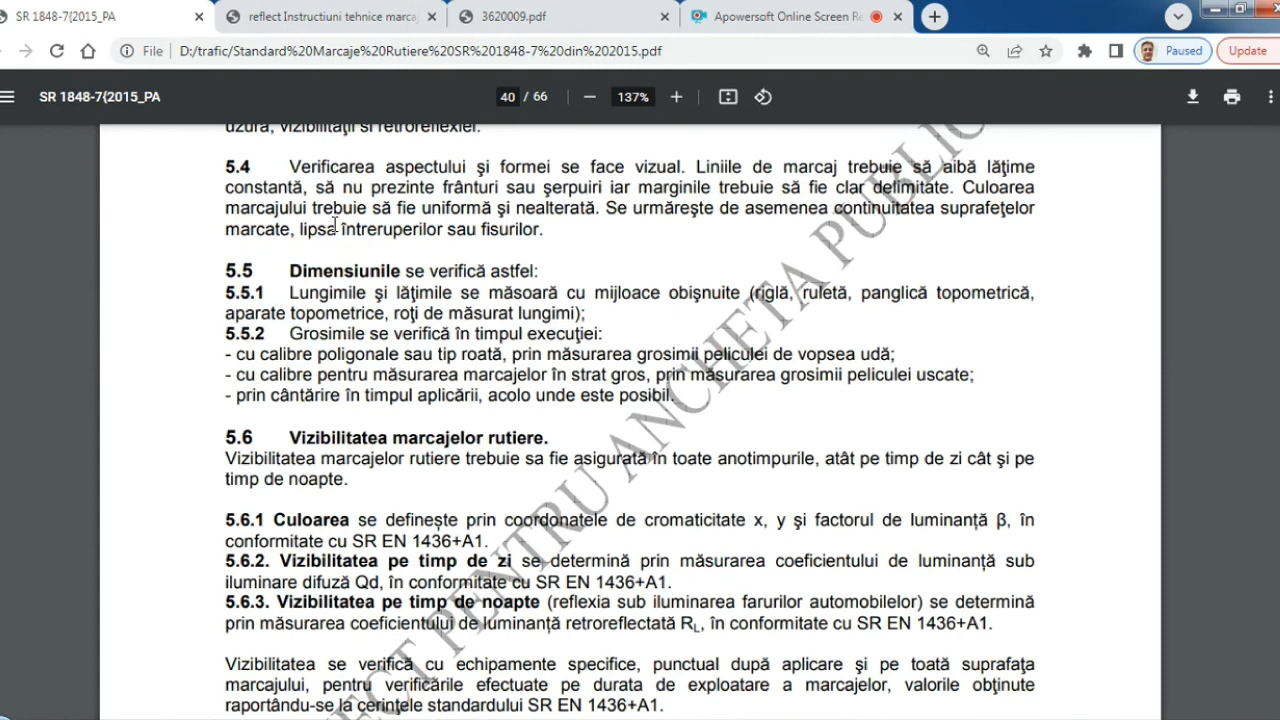 SR 1848-7{2015_PA
reflect Instructiuni tehnice marca
3620009.pdf
Apowersoft Online Screen Re
File
D:/trafic/Standard%20Marcaje%20Rutiere%20SR%201848-7%20din%202015.pdf
Paused
Update
SR 1848-7{2015_PA
40 / 66
137%
uzură, vizibilităţii si retroreflexiei.
5.4 Verificarea aspectului şi formei se face vizual. Liniile de marcaj trebuie să aibă lăţime
constantă, să nu prezinte frânturi sau şerpuiri iar marginile trebuie să fie clar delimitate. Culoarea
marcajului trebuie să fie uniformă şi nealterată. Se urmăreşte de asemenea continuitatea suprafeţelor
marcate, lipsa întreruperilor sau fisurilor.
5.5 Dimensiunile se verifică astfel:
5.5.1 Lungimile şi lăţimile se măsoară cu mijloace obişnuite (riglă, ruletă, panglică topometrică,
aparate topometrice, roţi de măsurat lungimi);
5.5.2 Grosimile se verifică în timpul execuţiei:
- cu calibre poligonale sau tip roată, prin măsurarea grosimii peliculei de vopsea udă;
- cu calibre pentru măsurarea marcajelor în strat gros, prin măsurarea grosimii peliculei uscate;
- prin cântărire în timpul aplicării, acolo unde este posibil.
5.6 Vizibilitatea marcajelor rutiere.
Vizibilitatea marcajelor rutiere trebuie sa fie asigurată în toate anotimpurile, atât pe timp de zi cât şi pe
timp de noapte.
5.6.1 Culoarea se defineşte prin coordonatele de cromaticitate x, y şi factorul de luminanță β, în
conformitate cu SR EN 1436+A1.
5.6.2. Vizibilitatea pe timp de zi se determină prin măsurarea coeficientului de luminanță sub
iluminare difuză Qd, în conformitate cu SR EN 1436+A1.
5.6.3. Vizibilitatea pe timp de noapte (reflexia sub iluminarea farurilor automobilelor) se determină
prin măsurarea coeficientului de luminanță retroreflectată RL, în conformitate cu SR EN 1436+A1.
Vizibilitatea se verifică cu echipamente specifice, punctual după aplicare şi pe toată suprafaţa
marcajului, pentru verificările efectuate pe durata de exploatare a marcajelor, valorile obţinute
raportându-se la cerinţele standardului SR EN 1436+A1.
PENTRU ANCHETA PUBLIC